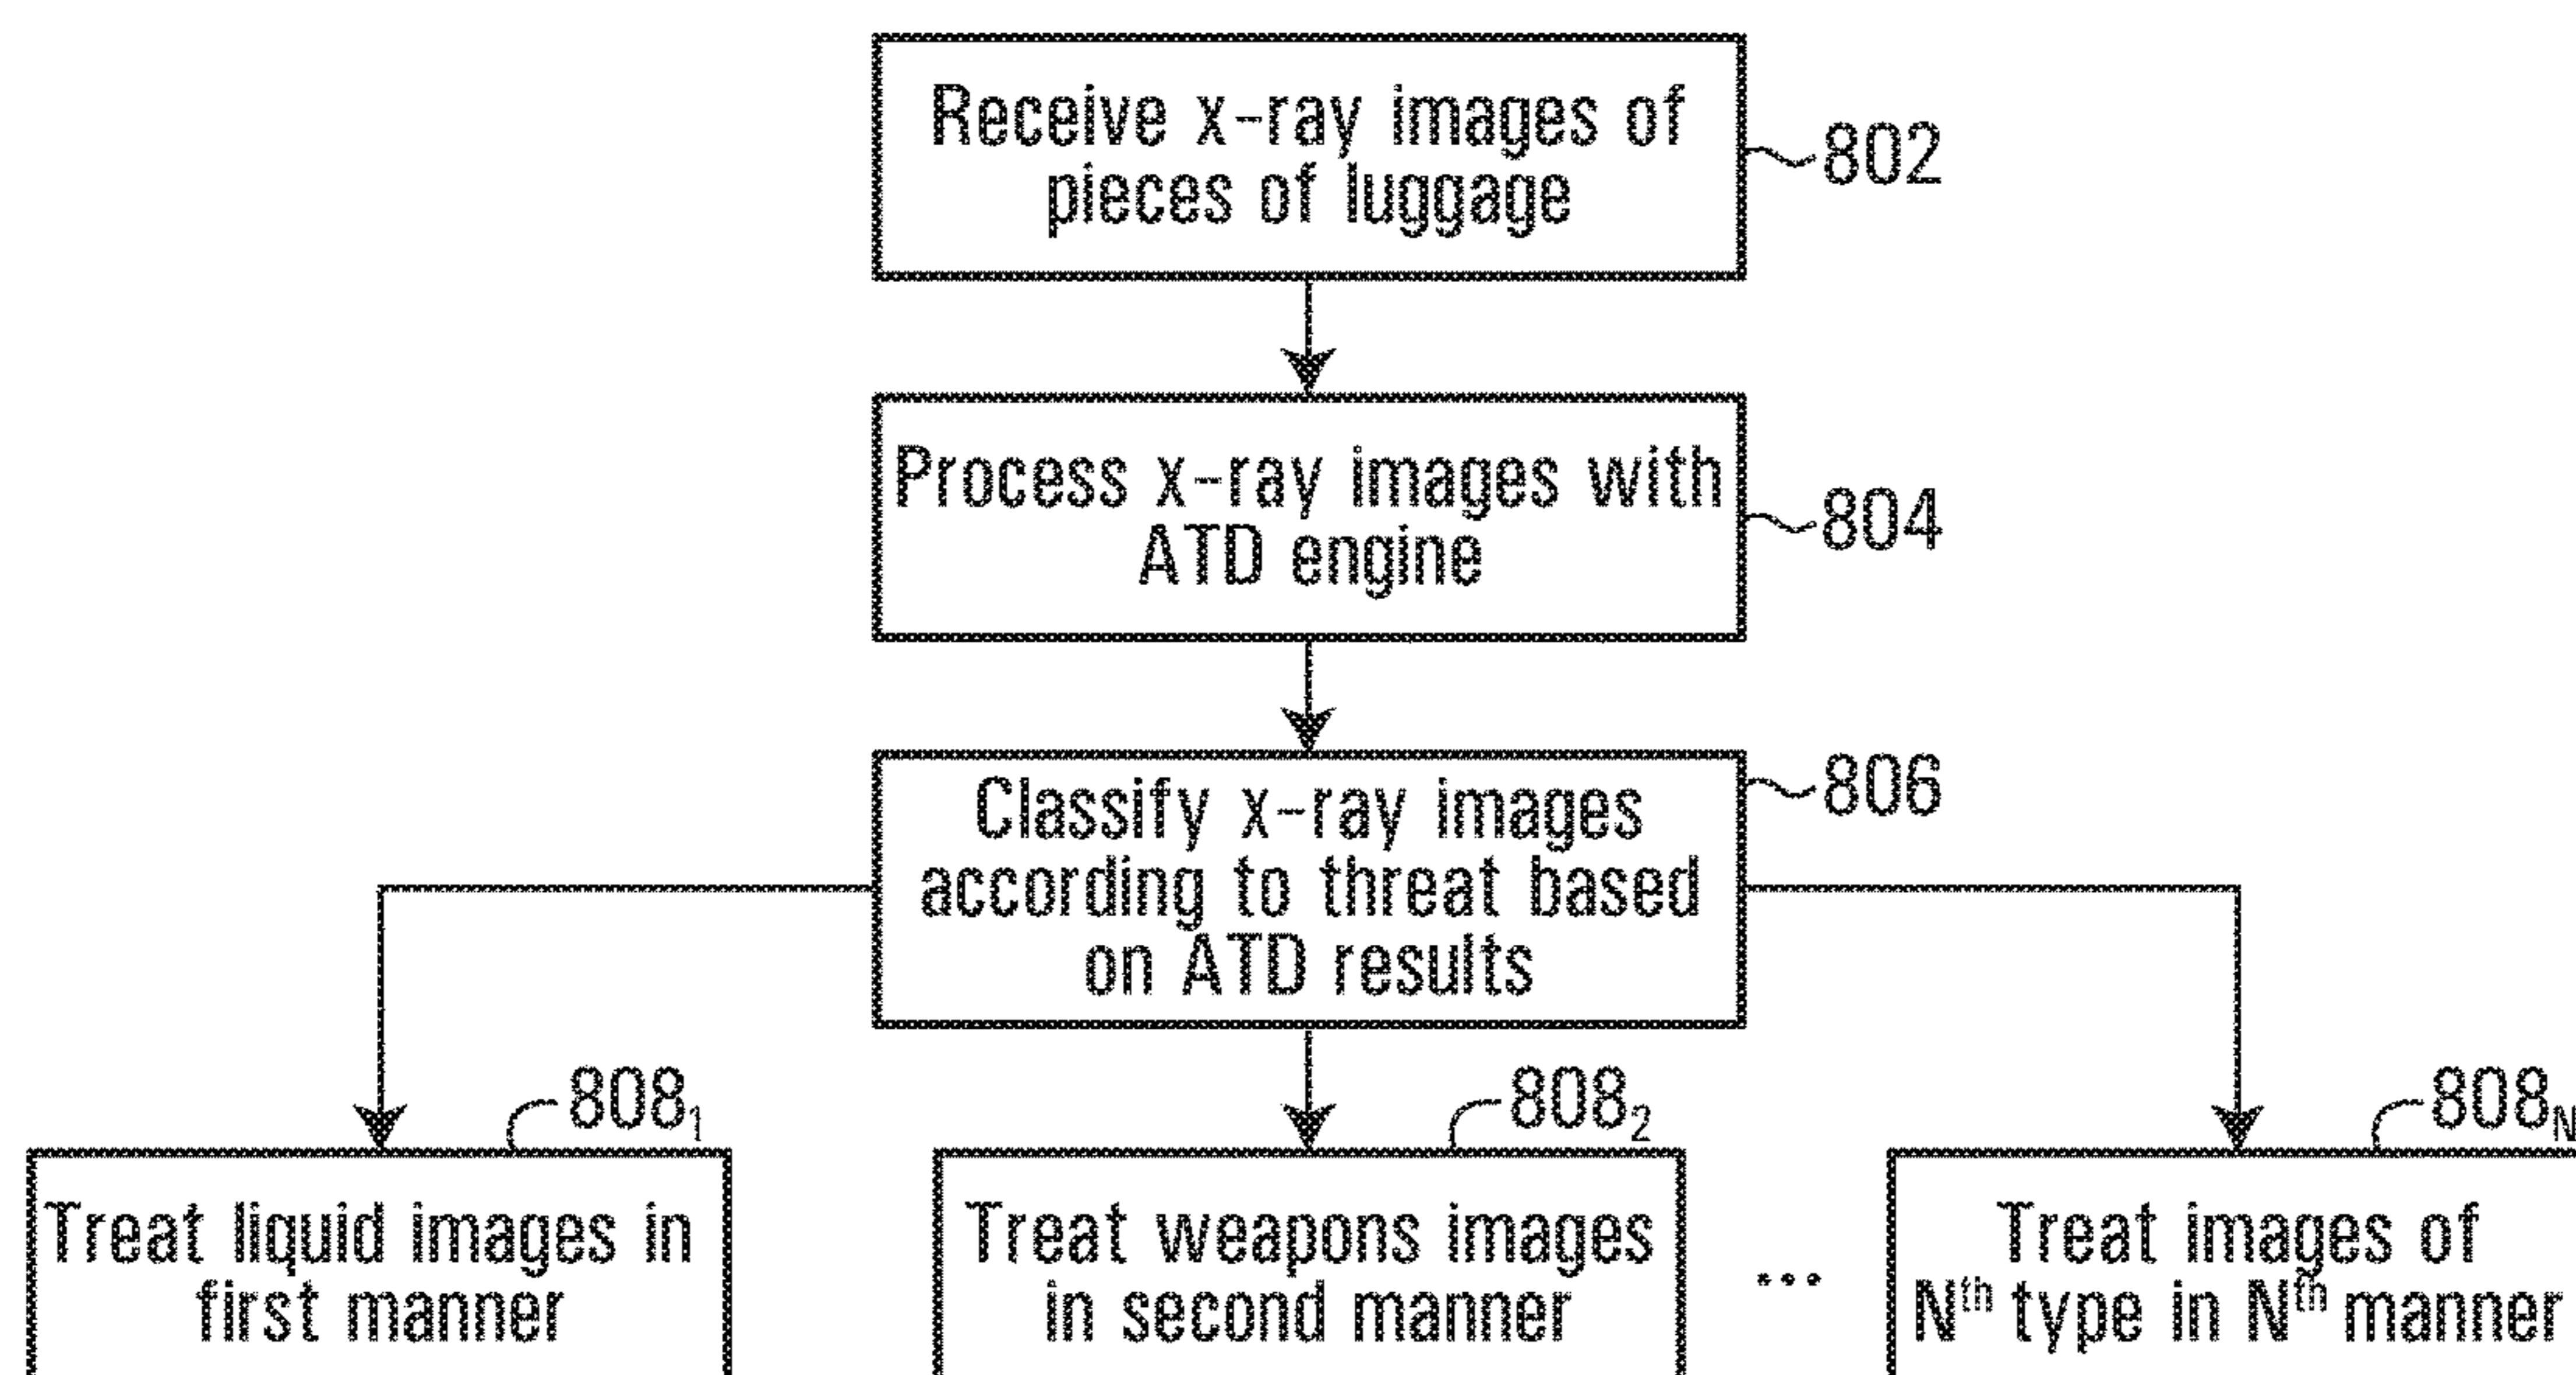 Receive x-ray images of
pieces of luggage
802
Process x-ray images with
ATD engine
804
Classify x-ray images
according to threat based
on ATD results
806
808₁
Treat liquid images in
first manner
808₂
Treat weapons images
in second manner
...
808N
Treat images of
Nth type in Nth manner